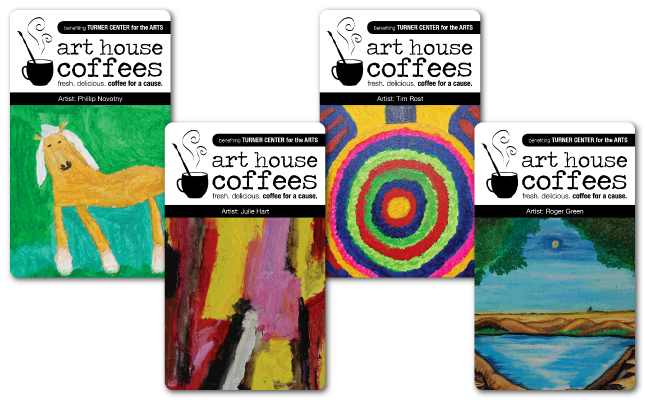 benefiting TURNER CENTER for the ARTS
art house
coffees
fresh. delicious. coffee for a cause.
Artist: Phillip Novotny
benefiting TURNER CENTER for the ARTS
art house
coffees
fresh. delicious. coffee for a cause.
Artist: Tim Rost
benefiting TURNER CENTER for the ARTS
art house
coffees
fresh. delicious. coffee for a cause.
Artist: Julie Hart
benefiting TURNER CENTER for the ARTS
art house
coffees
fresh. delicious. coffee for a cause.
Artist: Roger Green